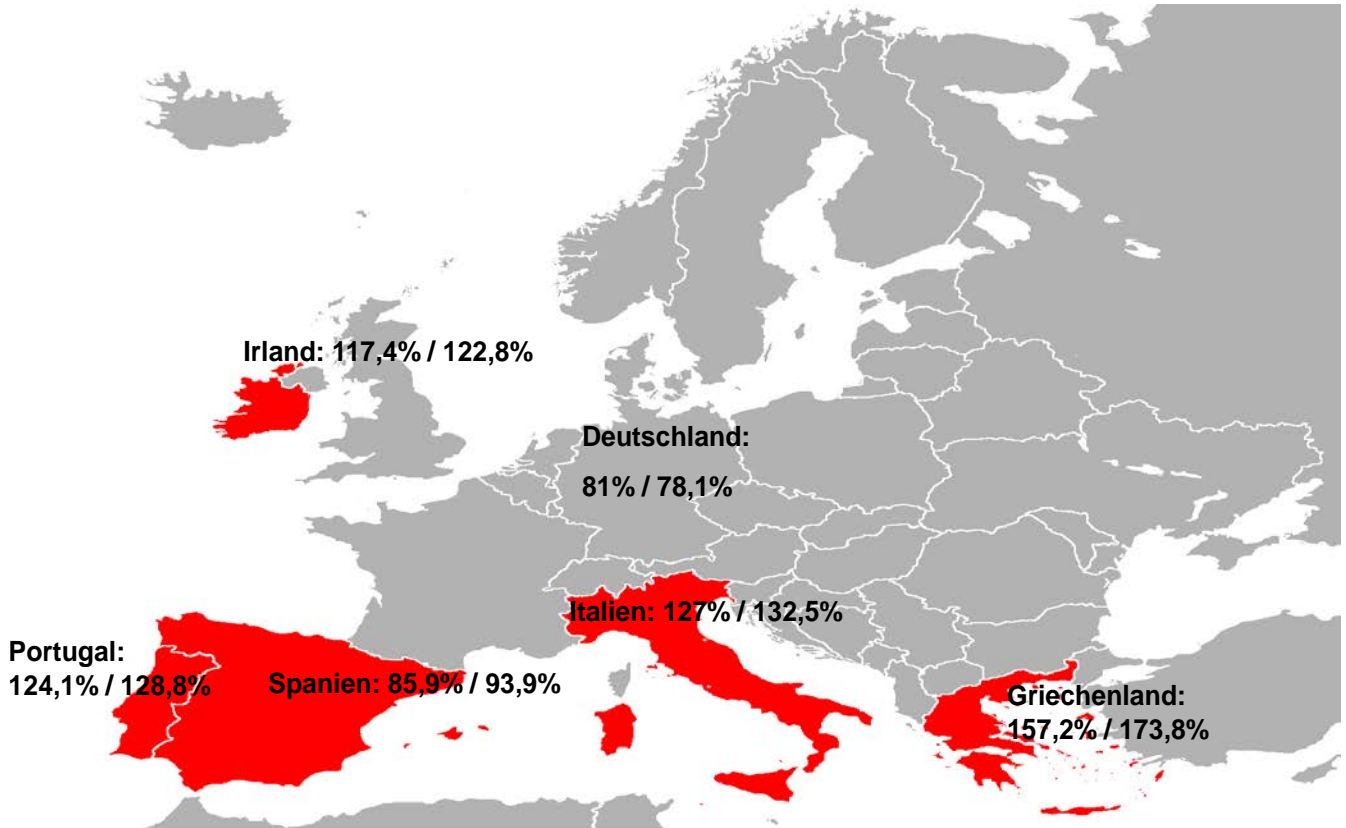 Irland: 117,4% / 122,8%
Deutschland:
81% / 78,1%
Italien: 127% / 132,5%
Portugal:
124,1% / 128,8%
Spanien: 85,9% / 93,9%
Griechenland:
157,2% / 173,8%